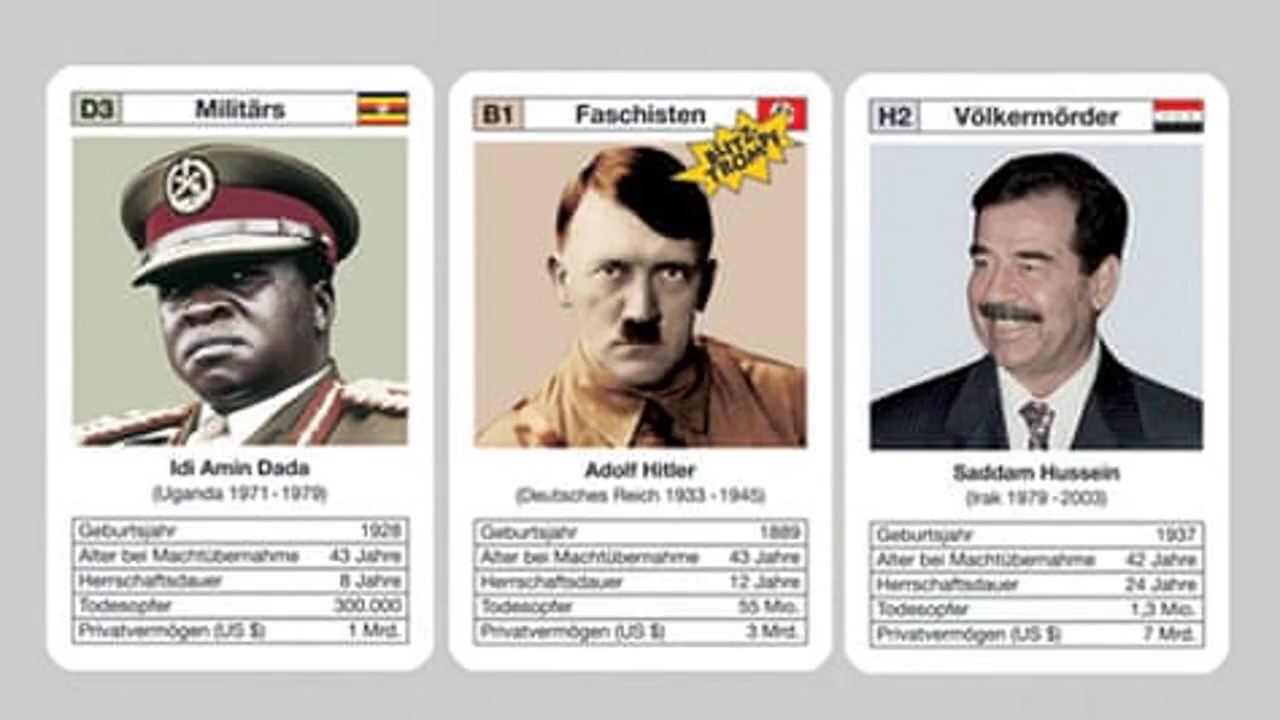 D3 Militärs
Idi Amin Dada
(Uganda 1971-1979)
Geburtsjahr 1928
Alter bei Machtübernahme 43 Jahre
Herrschaftsdauer 8 Jahre
Todesopfer 300.000
Privatvermögen (US $) 1 Mrd.
B1 Faschisten
BLITZ-
TROMPF
Adolf Hitler
(Deutsches Reich 1933-1945)
Geburtsjahr 1889
Alter bei Machtübernahme 43 Jahre
Herrschaftsdauer 12 Jahre
Todesopfer 55 Mio.
Privatvermögen (US $) 3 Mrd.
H2 Völkermörder
Saddam Hussein
(Irak 1979-2003)
Geburtsjahr 1937
Alter bei Machtübernahme 42 Jahre
Herrschaftsdauer 24 Jahre
Todesopfer 1,3 Mio.
Privatvermögen (US $) 7 Mrd.